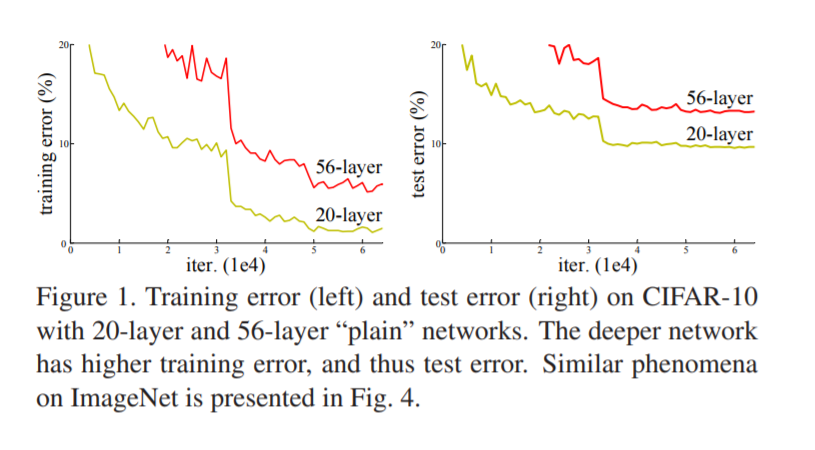 training error (%)
20
10
0
0 1 2 3 4 5 6
iter. (1e4)
56-layer
20-layer
test error (%)
20
10
0
0 1 2 3 4 5 6
iter. (1e4)
56-layer
20-layer
Figure 1. Training error (left) and test error (right) on CIFAR-10
with 20-layer and 56-layer “plain” networks. The deeper network
has higher training error, and thus test error. Similar phenomena
on ImageNet is presented in Fig. 4.